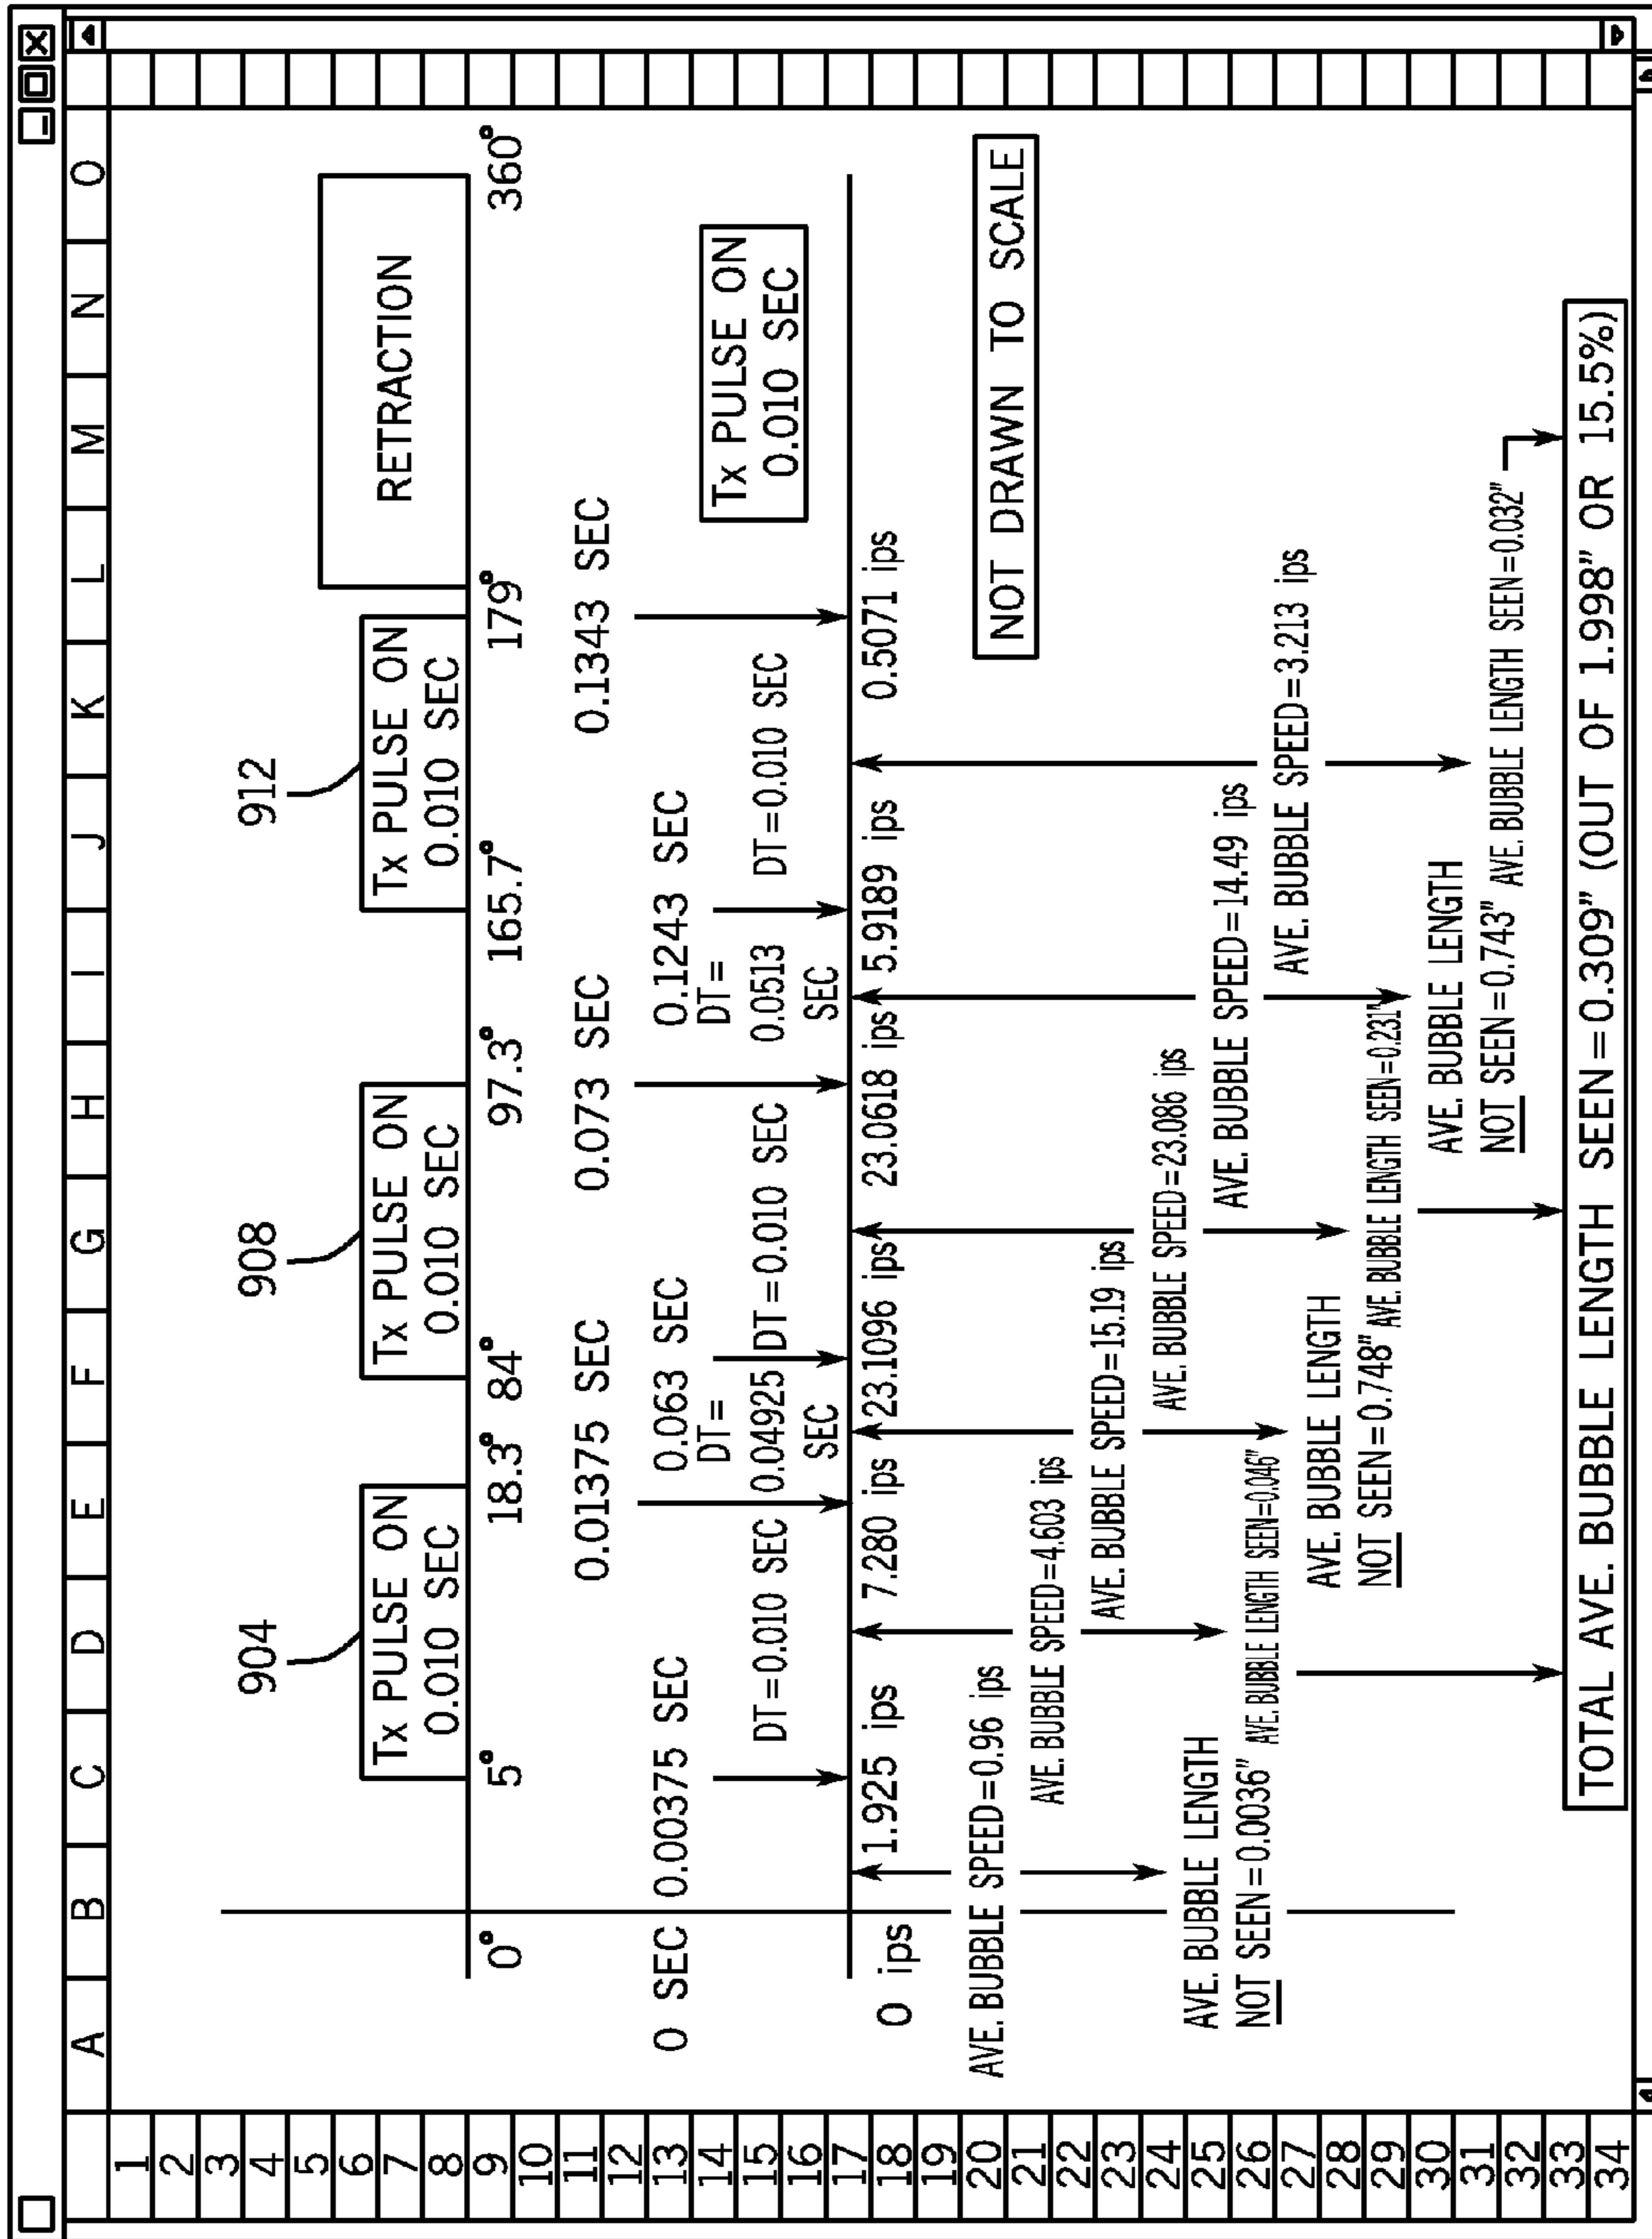 A B C D E F G H I J K L M N O
1
2
3
4
5
6
7
8
9
10
11
12
13
14
15
16
17
18
19
20
21
22
23
24
25
26
27
28
29
30
31
32
33
34
904
908
912
Tx PULSE ON
0.010 SEC
Tx PULSE ON
0.010 SEC
Tx PULSE ON
0.010 SEC
RETRACTION
0° 5° 18.3° 84° 97.3° 165.7° 179° 360°
0.01375 SEC 0.073 SEC 0.1343 SEC
0 SEC 0.00375 SEC 0.063 SEC 0.1243 SEC
DT=0.010 SEC
DT=
0.04925
SEC
DT=0.010 SEC
DT=
0.0513
SEC
DT=0.010 SEC
Tx PULSE ON
0.010 SEC
0 ips 1.925 ips 7.280 ips 23.1096 ips 23.0618 ips 5.9189 ips 0.5071 ips
NOT DRAWN TO SCALE
AVE. BUBBLE SPEED=0.96 ips
AVE. BUBBLE SPEED=4.603 ips
AVE. BUBBLE SPEED=15.19 ips
AVE. BUBBLE SPEED=23.086 ips
AVE. BUBBLE SPEED=14.49 ips
AVE. BUBBLE SPEED=3.213 ips
AVE. BUBBLE LENGTH
NOT SEEN=0.0036"
AVE. BUBBLE LENGTH SEEN=0.046"
AVE. BUBBLE LENGTH
NOT SEEN=0.748"
AVE. BUBBLE LENGTH SEEN=0.231"
AVE. BUBBLE LENGTH
NOT SEEN=0.743"
AVE. BUBBLE LENGTH SEEN=0.032"
TOTAL AVE. BUBBLE LENGTH SEEN=0.309" (OUT OF 1.998" OR 15.5%)